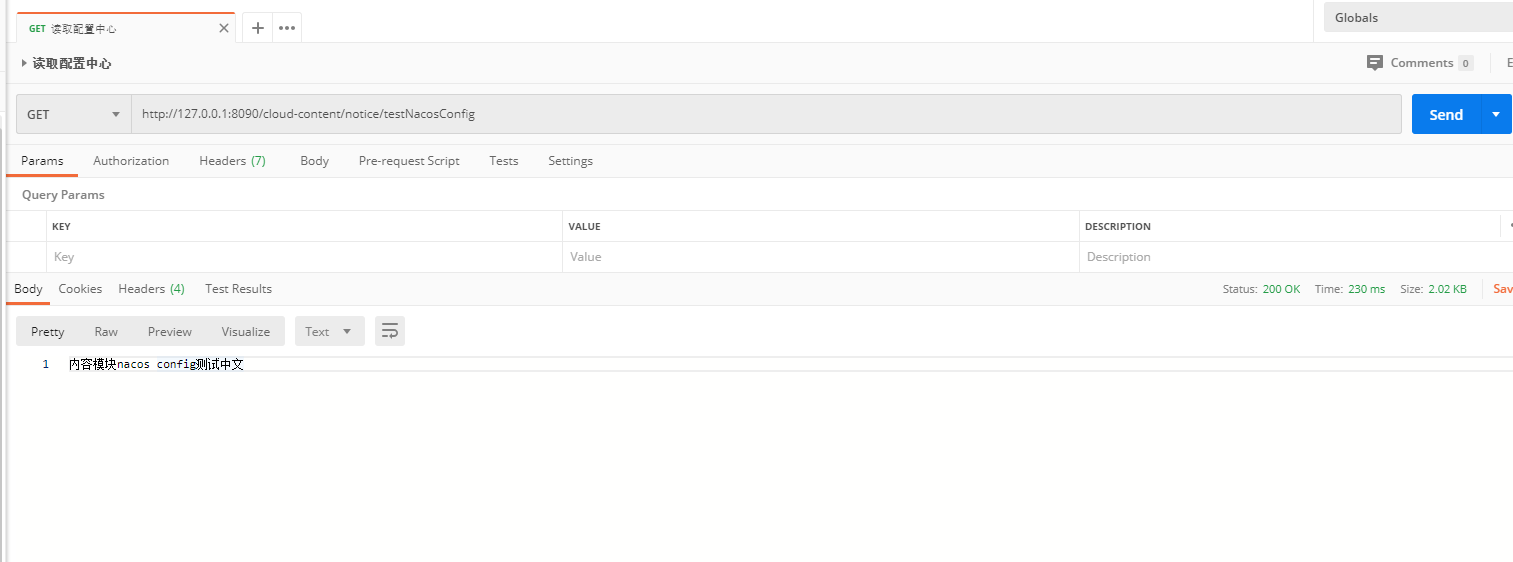 GET 读取配置中心
Globals
读取配置中心
Comments 0
GET http://127.0.0.1:8090/cloud-content/notice/testNacosConfig Send
Params Authorization Headers (7) Body Pre-request Script Tests Settings
Query Params
KEY VALUE DESCRIPTION
Key Value Description
Body Cookies Headers (4) Test Results Status: 200 OK Time: 230 ms Size: 2.02 KB Sav
Pretty Raw Preview Visualize Text
1 内容模块nacos config测试中文